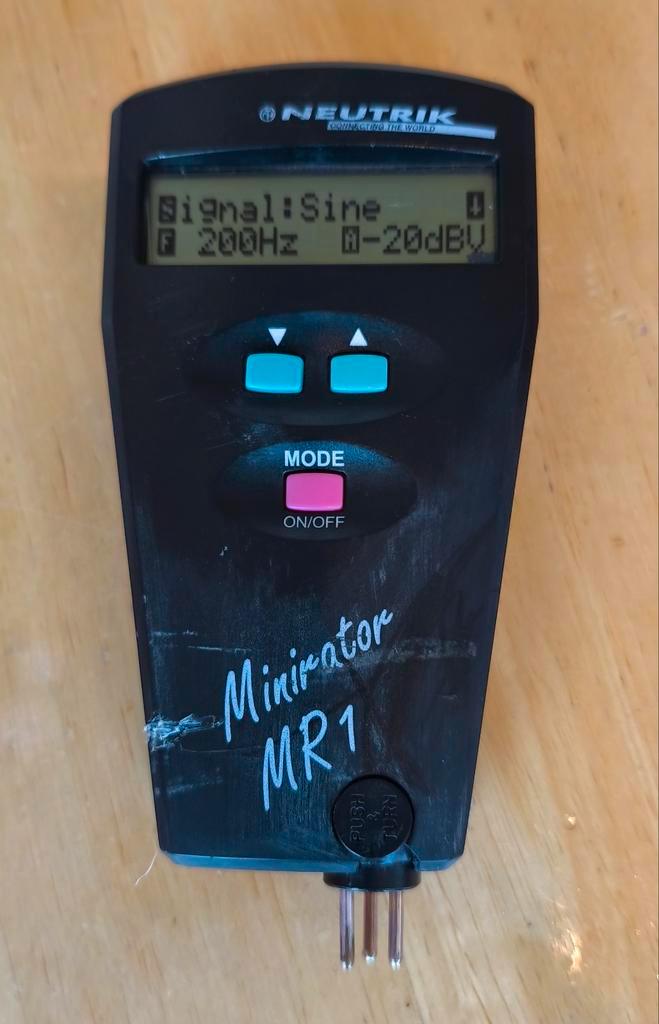 NEUTRIK
CONNECTING THE WORLD
Signal:Sine ↓
F 200Hz A-20dBV
▼ ▲
MODE
ON/OFF
Minirator
MR1
PUSH
&
TURN